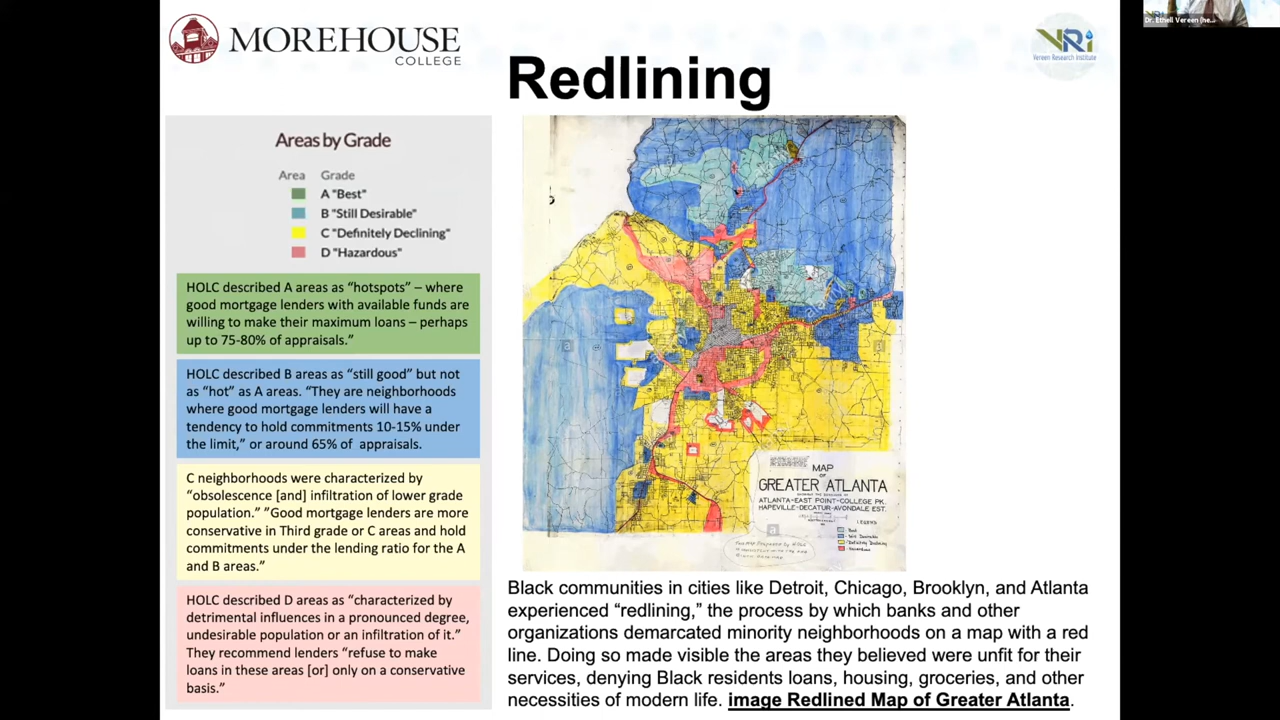 MOREHOUSE
COLLEGE
VRI
Vereen Research Institute
Dr. Ethell Vereen (he...
Redlining
Areas by Grade
Area Grade
A "Best"
B "Still Desirable"
C "Definitely Declining"
D "Hazardous"
HOLC described A areas as “hotspots” – where
good mortgage lenders with available funds are
willing to make their maximum loans – perhaps
up to 75-80% of appraisals.”
HOLC described B areas as “still good” but not
as “hot” as A areas. “They are neighborhoods
where good mortgage lenders will have a
tendency to hold commitments 10-15% under
the limit,” or around 65% of appraisals.
C neighborhoods were characterized by
“obsolescence [and] infiltration of lower grade
population.” ”Good mortgage lenders are more
conservative in Third grade or C areas and hold
commitments under the lending ratio for the A
and B areas.”
HOLC described D areas as “characterized by
detrimental influences in a pronounced degree,
undesirable population or an infiltration of it.”
They recommend lenders “refuse to make
loans in these areas [or] only on a conservative
basis.”
MAP
OF
GREATER ATLANTA
ATLANTA-EAST POINT-COLLEGE PK.
HAPEVILLE-DECATUR-AVONDALE EST.
LEGEND
Best
Still Desirable
Definitely Declining
Hazardous
Black communities in cities like Detroit, Chicago, Brooklyn, and Atlanta
experienced “redlining,” the process by which banks and other
organizations demarcated minority neighborhoods on a map with a red
line. Doing so made visible the areas they believed were unfit for their
services, denying Black residents loans, housing, groceries, and other
necessities of modern life. image Redlined Map of Greater Atlanta.